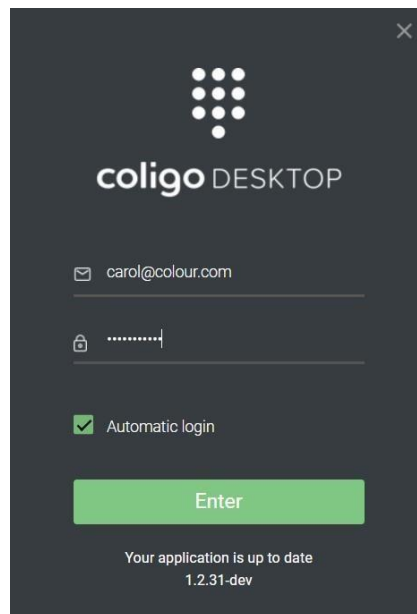 coligo DESKTOP
carol@colour.com
•••••••••••
Automatic login
Enter
Your application is up to date
1.2.31-dev